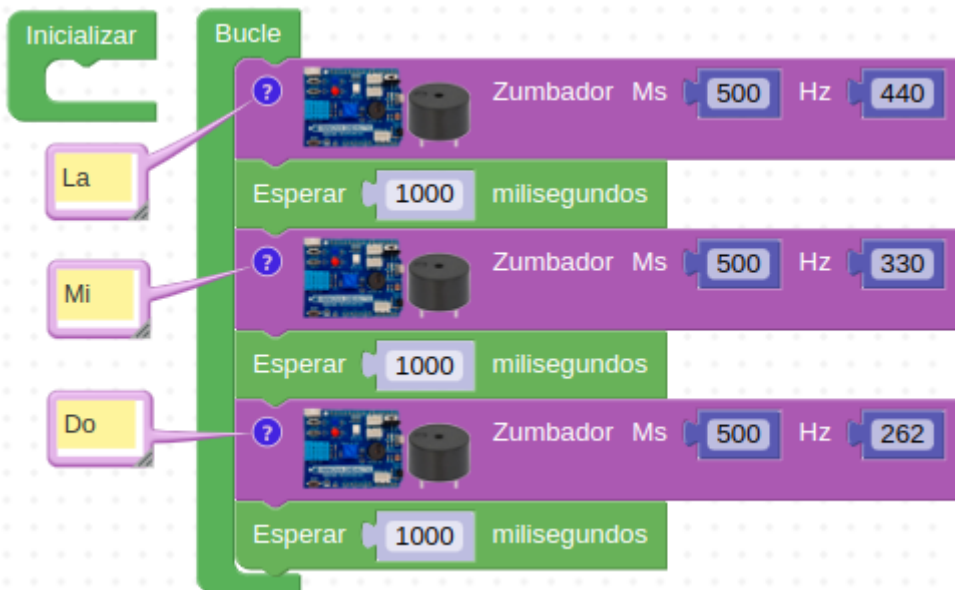 Inicializar
Bucle
? Zumbador Ms 500 Hz 440
La
Esperar 1000 milisegundos
? Zumbador Ms 500 Hz 330
Mi
Esperar 1000 milisegundos
? Zumbador Ms 500 Hz 262
Do
Esperar 1000 milisegundos